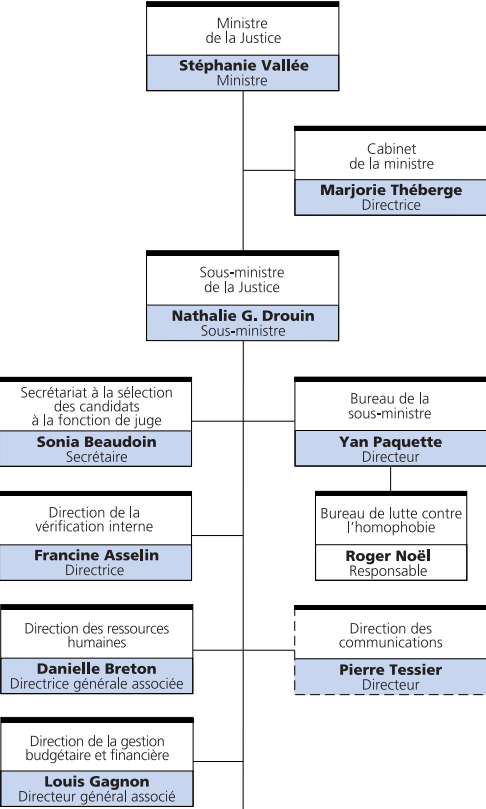 Ministre
de la Justice
Stéphanie Vallée
Ministre
Cabinet
de la ministre
Marjorie Théberge
Directrice
Sous-ministre
de la Justice
Nathalie G. Drouin
Sous-ministre
Secrétariat à la sélection
des candidats
à la fonction de juge
Sonia Beaudoin
Secrétaire
Bureau de la
sous-ministre
Yan Paquette
Directeur
Direction de la
vérification interne
Francine Asselin
Directrice
Bureau de lutte contre
l'homophobie
Roger Noël
Responsable
Direction des ressources
humaines
Danielle Breton
Directrice générale associée
Direction des
communications
Pierre Tessier
Directeur
Direction de la gestion
budgétaire et financière
Louis Gagnon
Directeur général associé